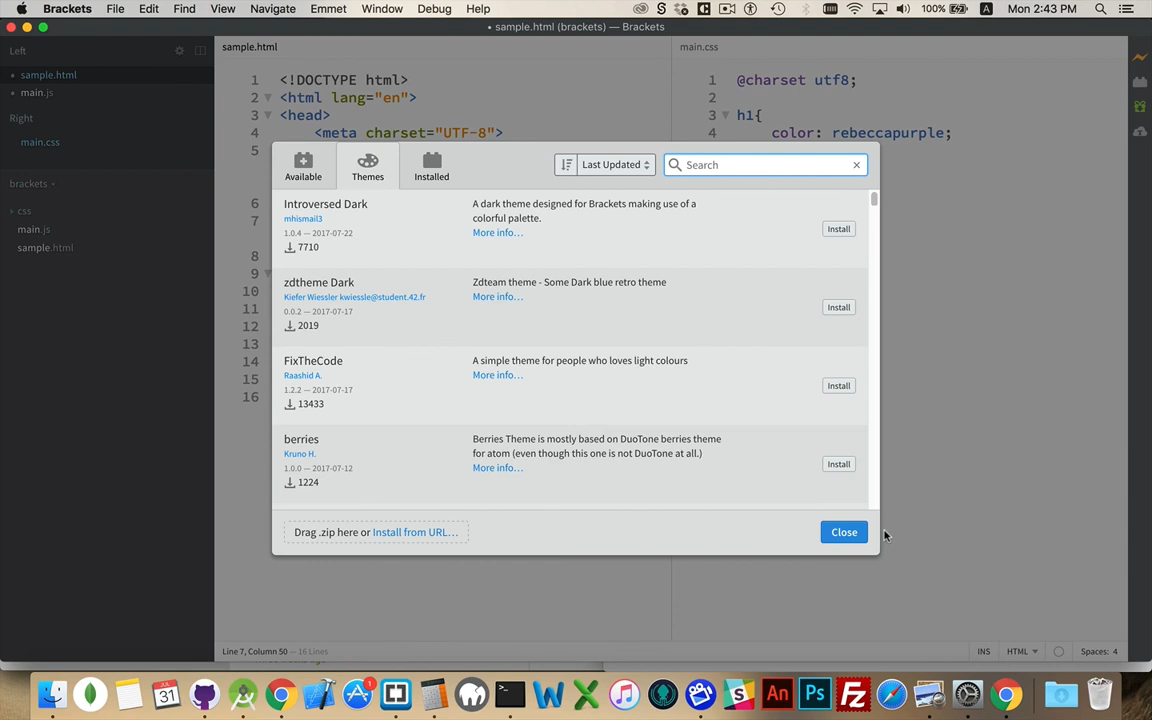 Brackets File Edit Find View Navigate Emmet Window Debug Help
100% A Mon 2:43 PM
• sample.html (brackets) — Brackets
Left
• sample.html
• main.js
Right
main.css
brackets
css
main.js
sample.html
sample.html
1 <!DOCTYPE html>
2 <html lang="en">
3 <head>
4 <meta charset="UTF-8">
5
6
7
8
9
10
11
12
13
14
15
16
main.css
1 @charset utf8;
2
3 h1{
4 color: rebeccapurple;
Available
Themes
Installed
Last Updated
Search
Introversed Dark
mhismail3
1.0.4 — 2017-07-22
7710
A dark theme designed for Brackets making use of a
colorful palette.
More info…
Install
zdtheme Dark
Kiefer Wiessler kwiessle@student.42.fr
0.0.2 — 2017-07-17
2019
Zdteam theme - Some Dark blue retro theme
More info…
Install
FixTheCode
Raashid A.
1.2.2 — 2017-07-17
13433
A simple theme for people who loves light colours
More info…
Install
berries
Kruno H.
1.0.0 — 2017-07-12
1224
Berries Theme is mostly based on DuoTone berries theme
for atom (even though this one is not DuoTone at all.)
More info…
Install
Drag .zip here or Install from URL…
Close
Line 7, Column 50 — 16 Lines
INS HTML Spaces: 4
JUL
31
1
W
X
S
An
Ps
Fz